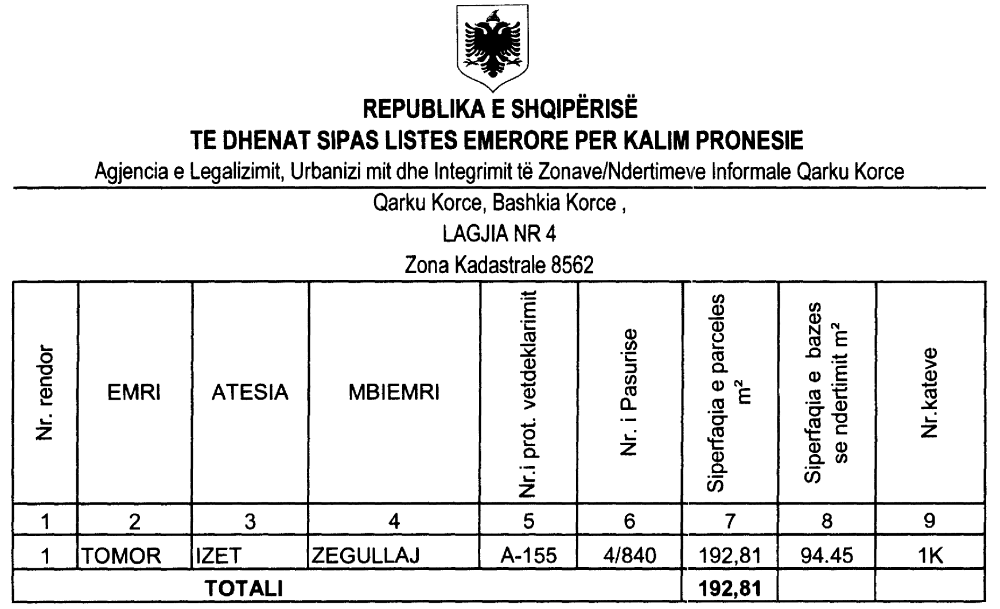 REPUBLIKA E SHQIPËRISË
TE DHENAT SIPAS LISTES EMERORE PER KALIM PRONESIE
Agjencia e Legalizimit, Urbanizi mit dhe Integrimit të Zonave/Ndertimeve Informale Qarku Korce
Qarku Korce, Bashkia Korce ,
LAGJIA NR 4
Zona Kadastrale 8562
Nr. rendor
EMRI
ATESIA
MBIEMRI
Nr.i prot. vetdeklarimit
Nr. i Pasurise
Siperfaqia e parceles
m²
Siperfaqia e bazes
se ndertimit m²
Nr.kateve
1 2 3 4 5 6 7 8 9
1 TOMOR IZET ZEGULLAJ A-155 4/840 192,81 94.45 1K
TOTALI 192,81